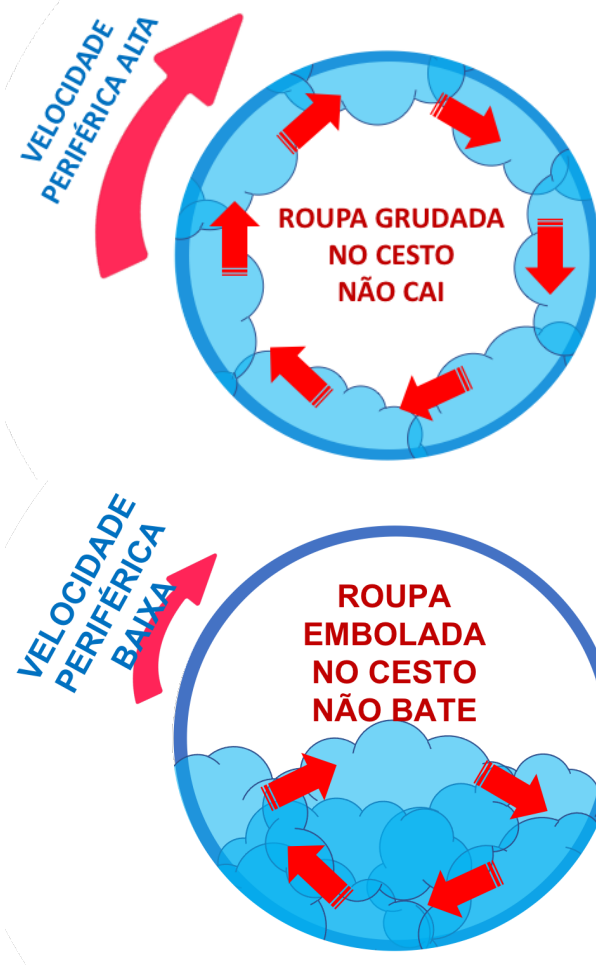 VELOCIDADE
PERIFÉRICA ALTA
ROUPA GRUDADA
NO CESTO
NÃO CAI
VELOCIDADE
PERIFÉRICA
BAIXA
ROUPA
EMBOLADA
NO CESTO
NÃO BATE